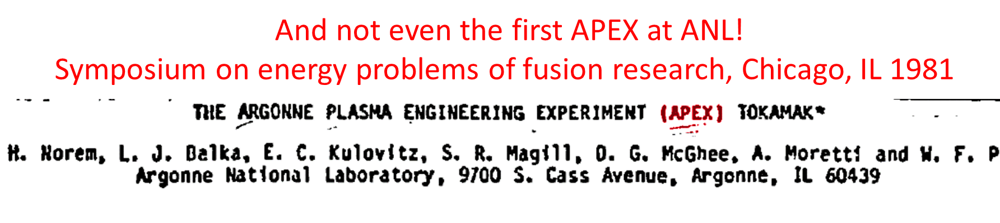 And not even the first APEX at ANL!
Symposium on energy problems of fusion research, Chicago, IL 1981
THE ARGONNE PLASMA ENGINEERING EXPERIMENT (APEX) TOKAMAK*
H. Norem, L. J. Balka, E. C. Kulovitz, S. R. Magill, D. G. McGhee, A. Moretti and W. F. P
Argonne National Laboratory, 9700 S. Cass Avenue, Argonne, IL 60439